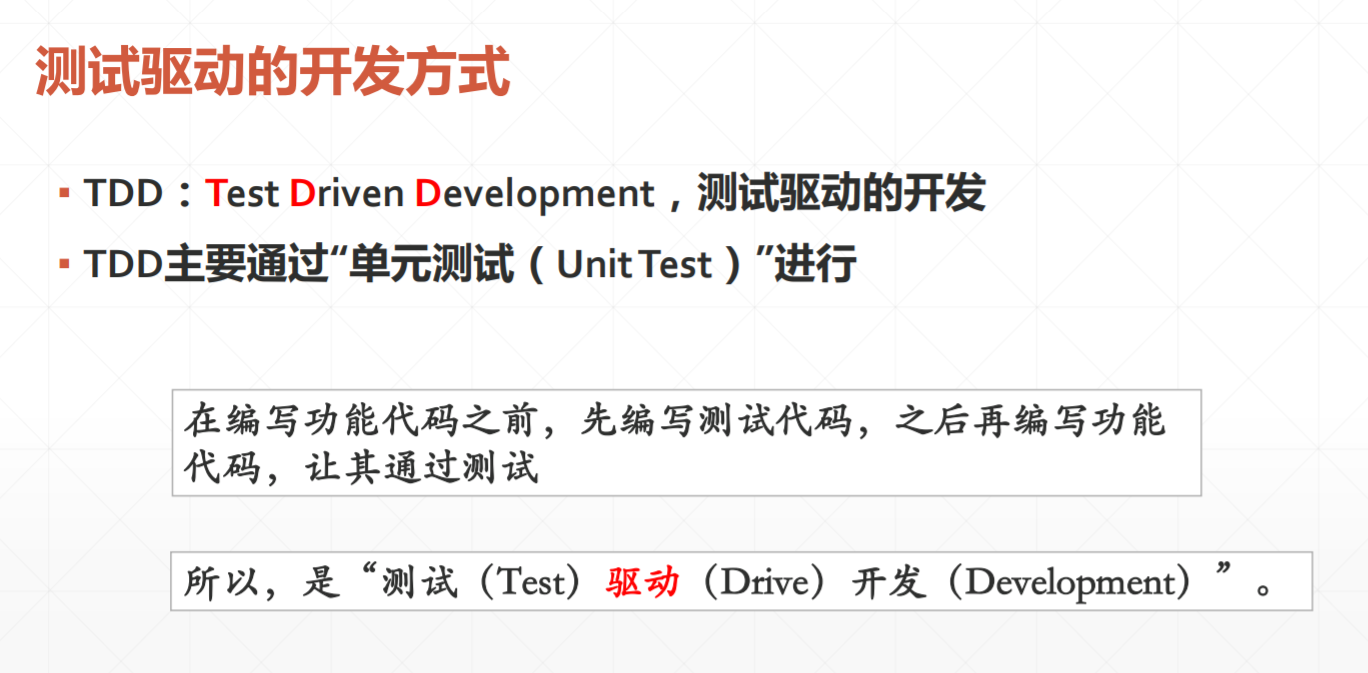 测试驱动的开发方式
▪ TDD：Test Driven Development，测试驱动的开发
▪ TDD主要通过“单元测试（Unit Test）”进行
在编写功能代码之前，先编写测试代码，之后再编写功能
代码，让其通过测试
所以，是“测试（Test）驱动（Drive）开发（Development）”。